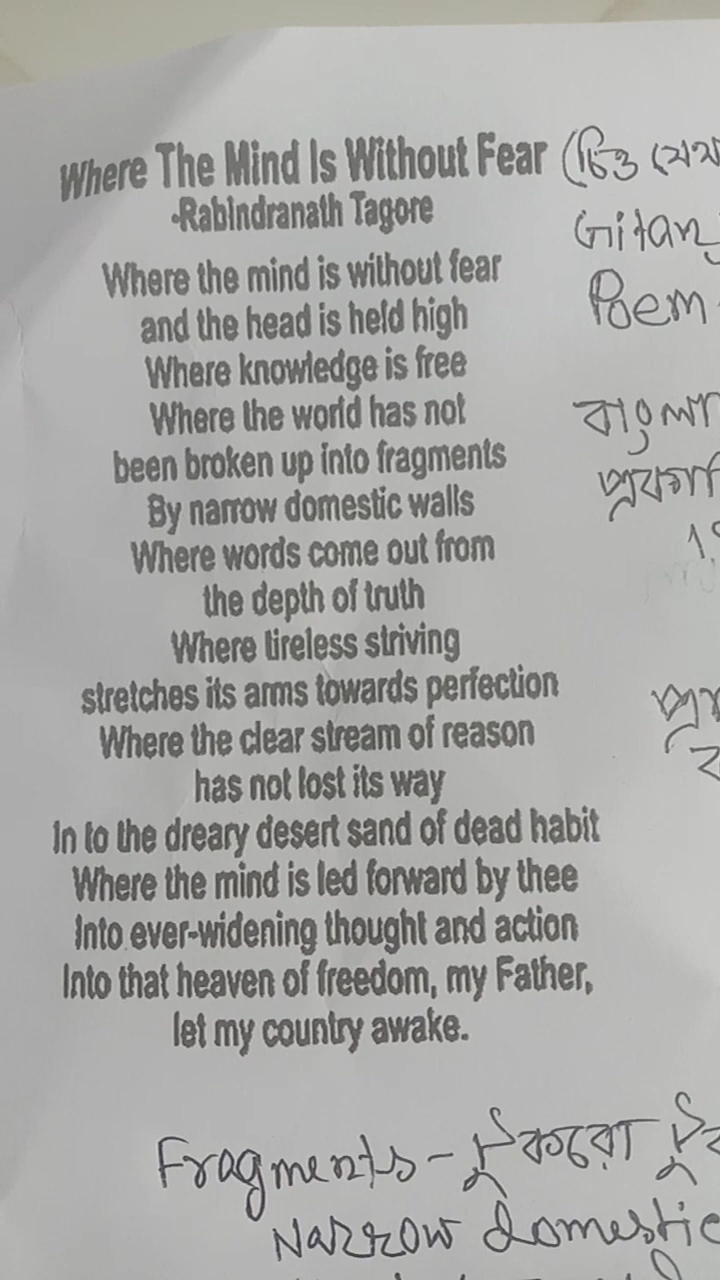 Where The Mind Is Without Fear (চিত্ত
-Rabindranath Tagore
Where the mind is without fear
and the head is held high
Where knowledge is free
Where the world has not
been broken up into fragments
By narrow domestic walls
Where words come out from
the depth of truth
Where tireless striving
stretches its arms towards perfection
Where the clear stream of reason
has not lost its way
In to the dreary desert sand of dead habit
Where the mind is led forward by thee
Into ever-widening thought and action
Into that heaven of freedom, my Father,
let my country awake.
Gitan
Poem
বাংলা
Fragments - টুকরো
Narrow domestic